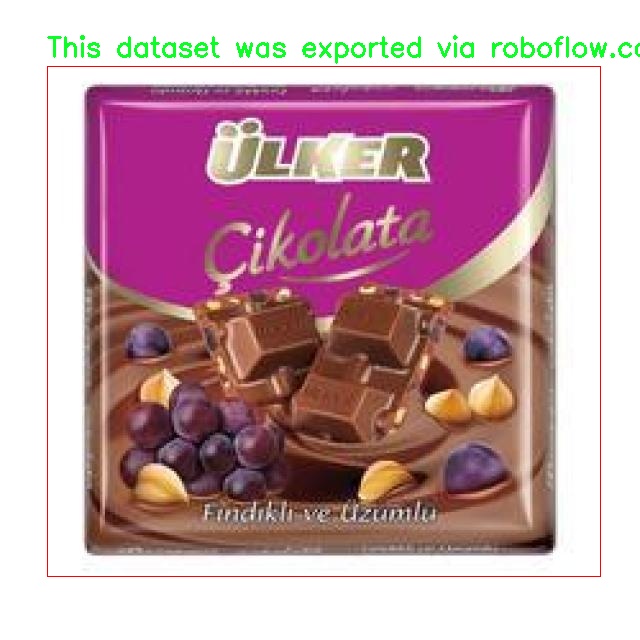 This dataset was exported via roboflow.co
ÜLKER
Çikolata
Fındıklı ve Üzümlü